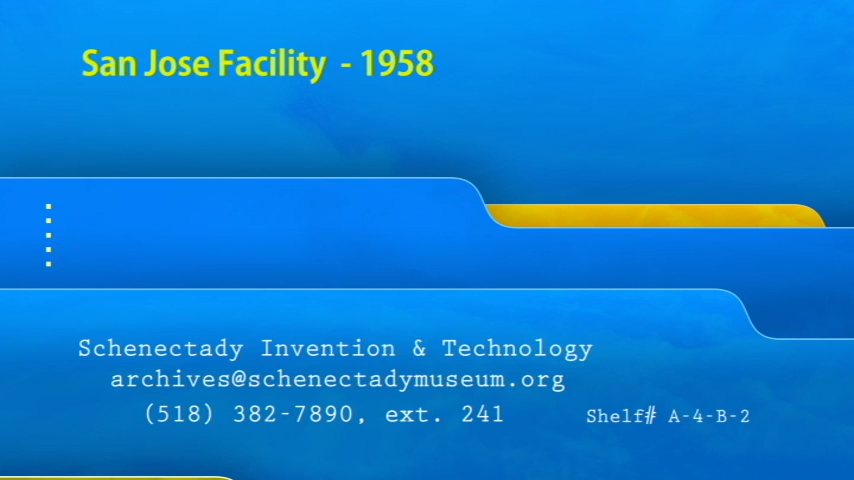 San Jose Facility - 1958
Schenectady Invention & Technology
archives@schenectadymuseum.org
(518) 382-7890, ext. 241
Shelf# A-4-B-2